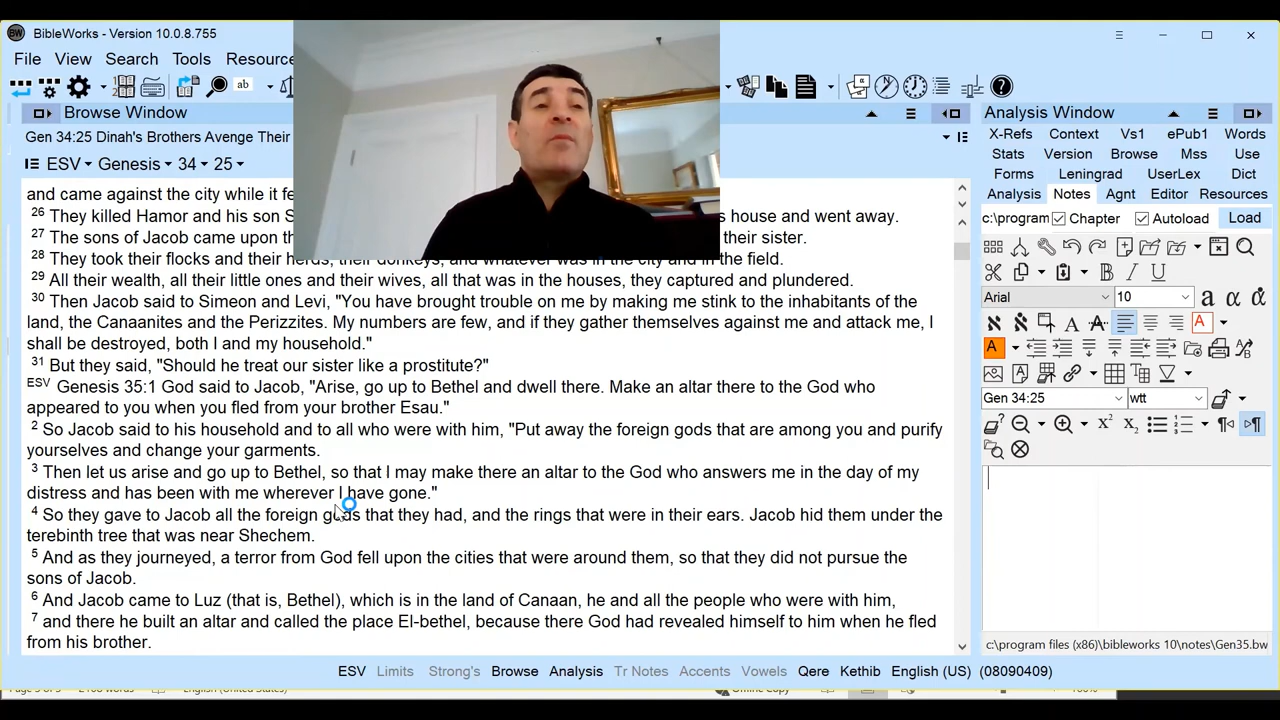 BibleWorks - Version 10.0.8.755
File View Search Tools Resource
ab
Browse Window
Analysis Window
Gen 34:25 Dinah's Brothers Avenge Their
X-Refs Context Vs1 ePub1 Words
Stats Version Browse Mss Use
ESV Genesis 34 25
Forms Leningrad UserLex Dict
Analysis Notes Agnt Editor Resources
c:\program Chapter Autoload Load
and came against the city while it fe
26 They killed Hamor and his son S s house and went away.
27 The sons of Jacob came upon th their sister.
28 They took their flocks and their herds, their donkeys, and whatever was in the city and in the field.
29 All their wealth, all their little ones and their wives, all that was in the houses, they captured and plundered.
30 Then Jacob said to Simeon and Levi, "You have brought trouble on me by making me stink to the inhabitants of the
land, the Canaanites and the Perizzites. My numbers are few, and if they gather themselves against me and attack me, I
shall be destroyed, both I and my household."
31 But they said, "Should he treat our sister like a prostitute?"
ESV Genesis 35:1 God said to Jacob, "Arise, go up to Bethel and dwell there. Make an altar there to the God who
appeared to you when you fled from your brother Esau."
2 So Jacob said to his household and to all who were with him, "Put away the foreign gods that are among you and purify
yourselves and change your garments.
3 Then let us arise and go up to Bethel, so that I may make there an altar to the God who answers me in the day of my
distress and has been with me wherever I have gone."
4 So they gave to Jacob all the foreign gods that they had, and the rings that were in their ears. Jacob hid them under the
terebinth tree that was near Shechem.
5 And as they journeyed, a terror from God fell upon the cities that were around them, so that they did not pursue the
sons of Jacob.
6 And Jacob came to Luz (that is, Bethel), which is in the land of Canaan, he and all the people who were with him,
7 and there he built an altar and called the place El-bethel, because there God had revealed himself to him when he fled
from his brother.
B I U
Arial 10 a α a
א א A A A
A
Gen 34:25 wtt
X² X₂
c:\program files (x86)\bibleworks 10\notes\Gen35.bw
ESV Limits Strong's Browse Analysis Tr Notes Accents Vowels Qere Kethib English (US) (08090409)